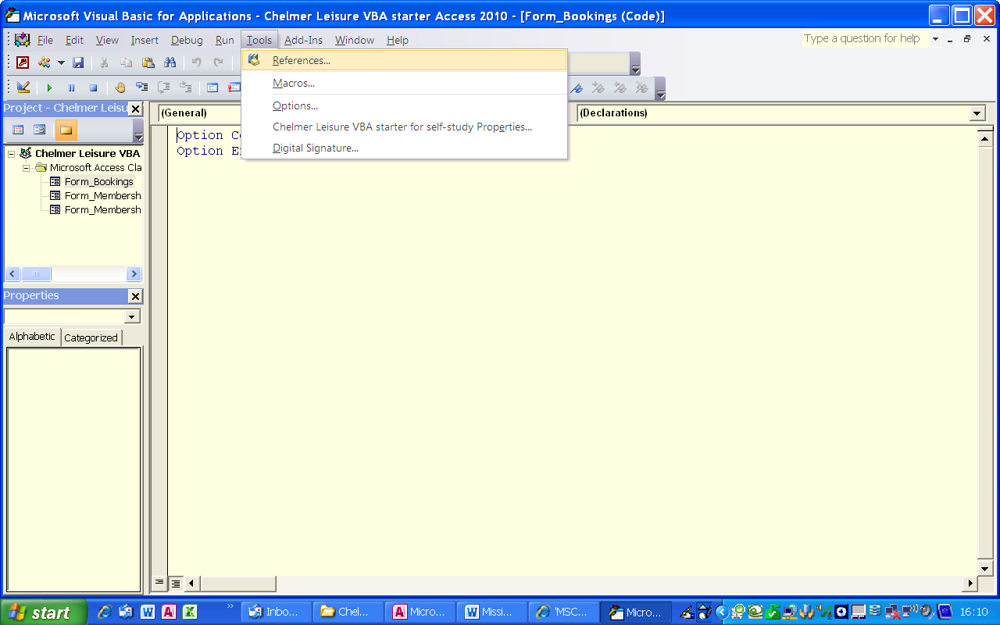 Microsoft Visual Basic for Applications - Chelmer Leisure VBA starter Access 2010 - [Form_Bookings (Code)]
File Edit View Insert Debug Run Tools Add-Ins Window Help
Type a question for help
References...
Macros...
Options...
Chelmer Leisure VBA starter for self-study Properties...
Digital Signature...
Project - Chelmer Leisu
(General)
(Declarations)
Option C
Option E
Chelmer Leisure VBA
Microsoft Access Cla
Form_Bookings
Form_Membersh
Form_Membersh
Properties
Alphabetic Categorized
start
Inbo...
Chel...
Micro...
Missi...
'MSC...
Micro...
16:10